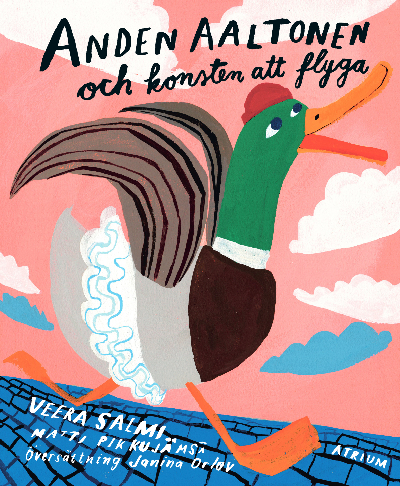 ANDEN AALTONEN
och konsten att flyga
VEERA SALMI
MATTI PIKKUJÄMSÄ
Översättning Janina Orlov
ATRIUM